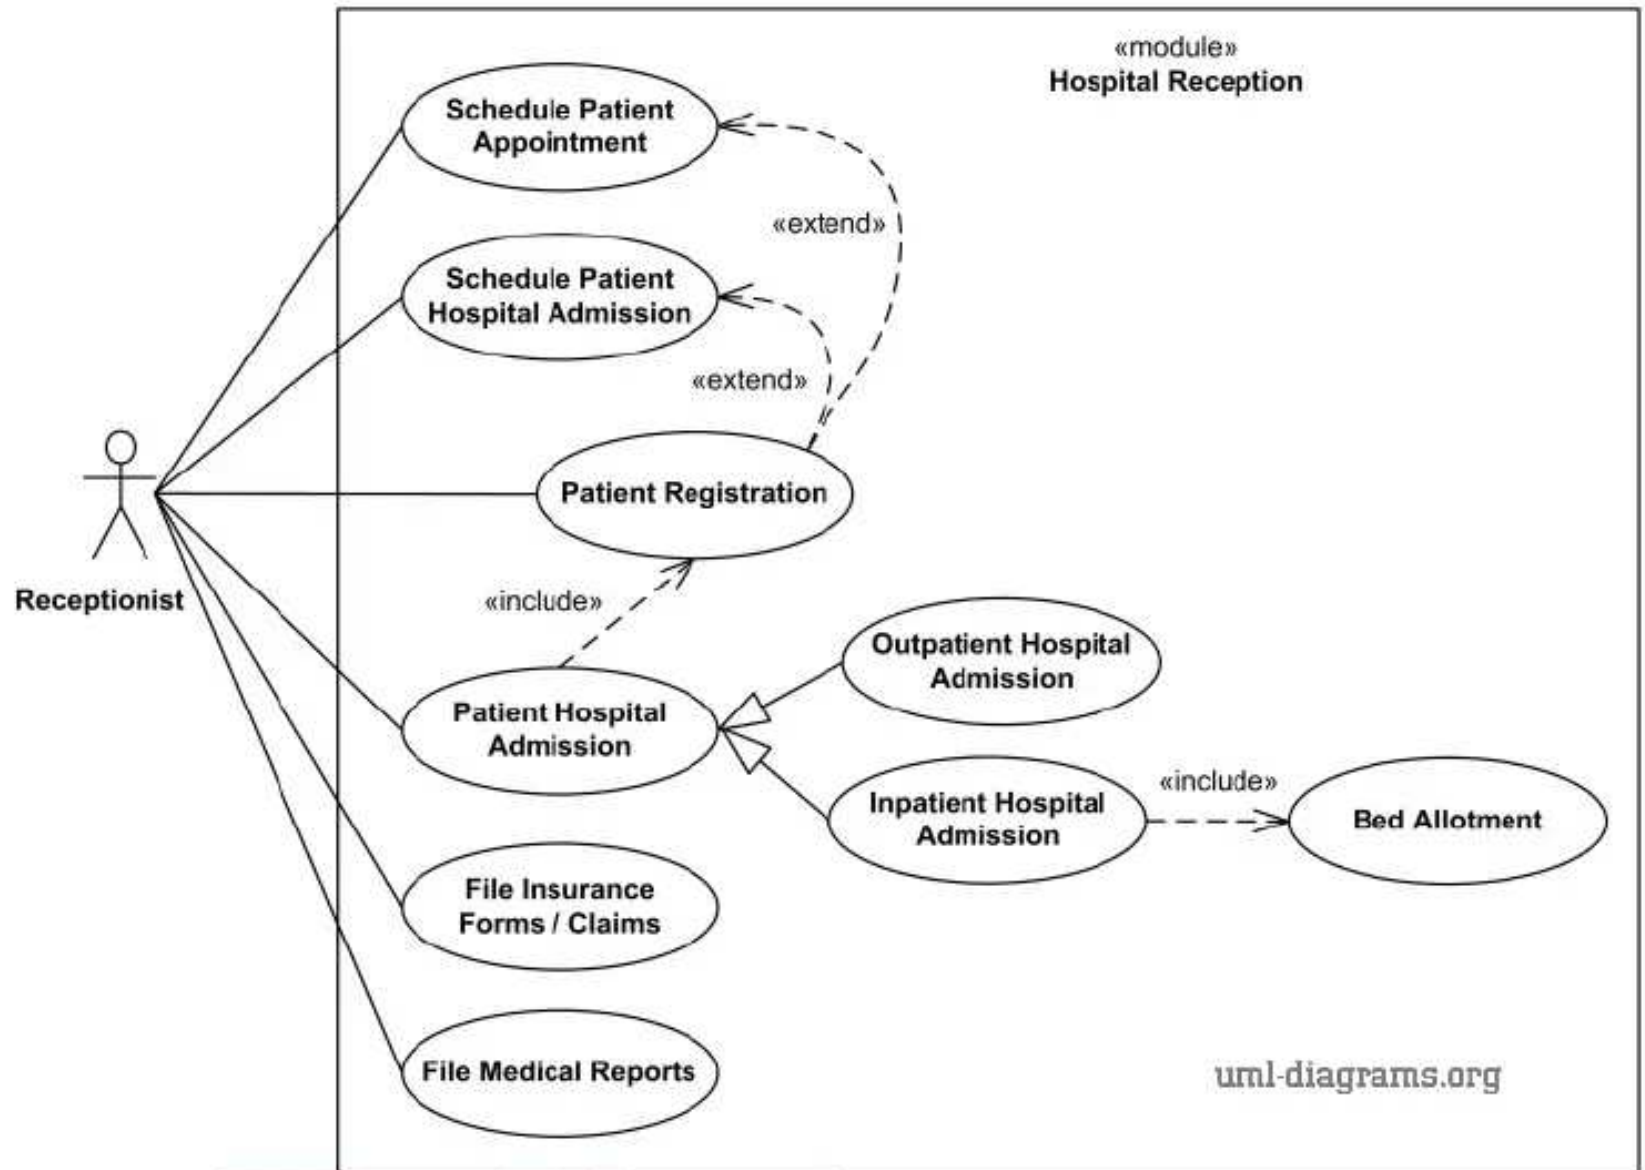 «module»
Hospital Reception
Schedule Patient
Appointment
«extend»
Schedule Patient
Hospital Admission
«extend»
Patient Registration
Receptionist
«include»
Outpatient Hospital
Admission
Patient Hospital
Admission
«include»
Inpatient Hospital
Admission
Bed Allotment
File Insurance
Forms / Claims
File Medical Reports
uml-diagrams.org